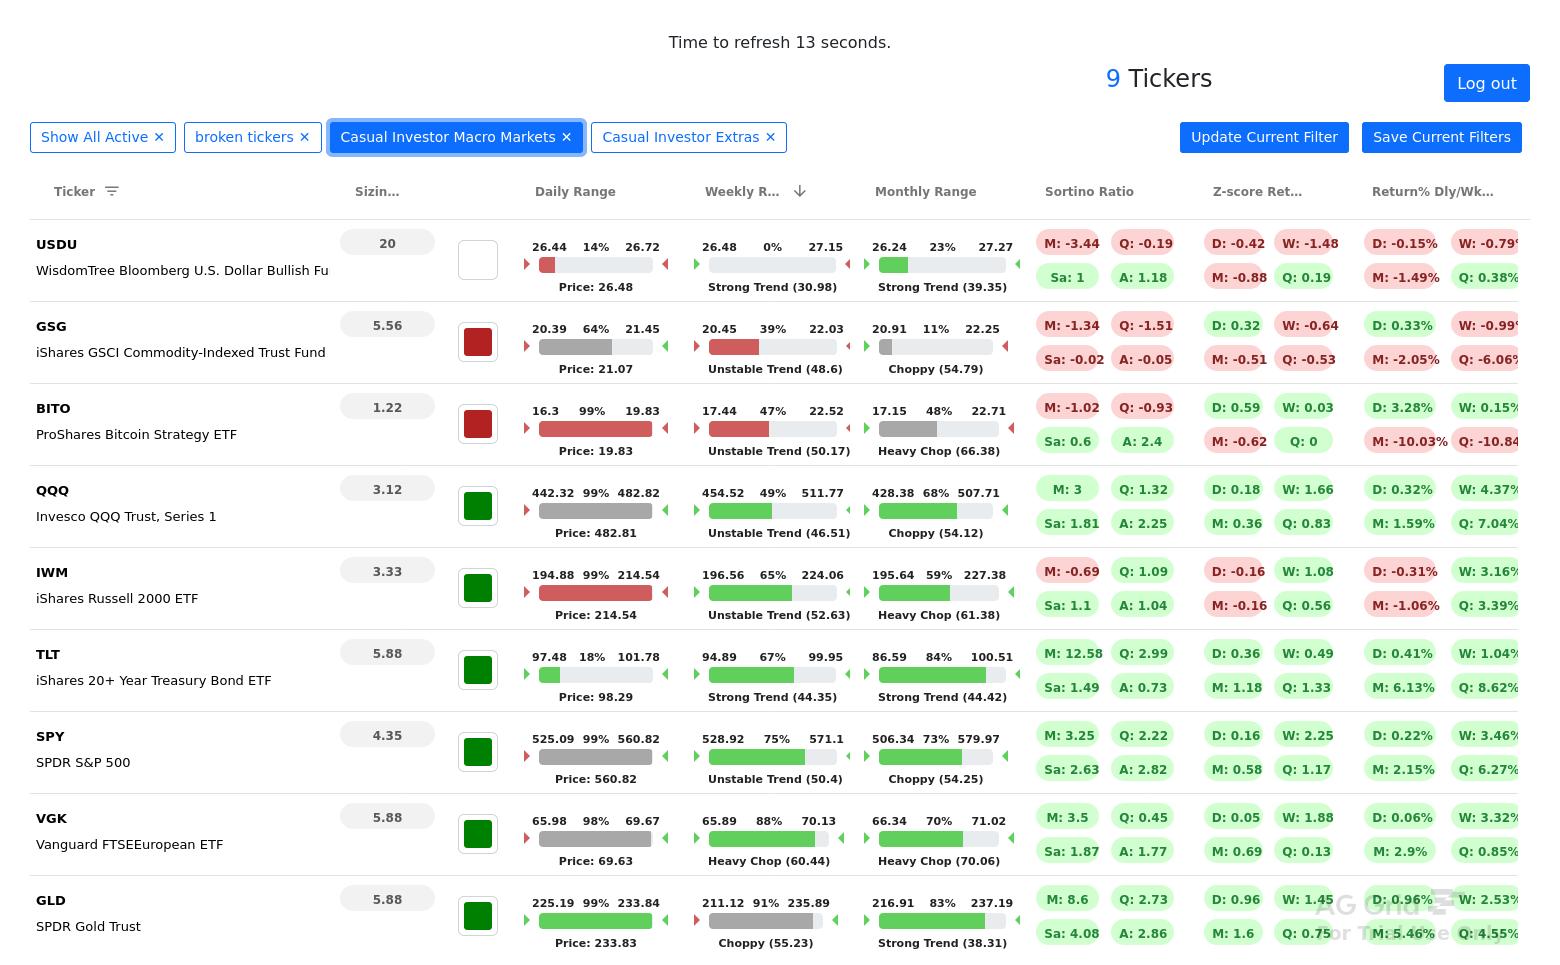 Time to refresh 13 seconds.
9 Tickers
Log out
Show All Active ✕ broken tickers ✕ Casual Investor Macro Markets ✕ Casual Investor Extras ✕ Update Current Filter Save Current Filters
Ticker Sizin... Daily Range Weekly R... Monthly Range Sortino Ratio Z-score Ret... Return% Dly/Wk...
USDU 20 26.44 14% 26.72 26.48 0% 27.15 26.24 23% 27.27 M: -3.44 Q: -0.19 D: -0.42 W: -1.48 D: -0.15% W: -0.79%
WisdomTree Bloomberg U.S. Dollar Bullish Fu Price: 26.48 Strong Trend (30.98) Strong Trend (39.35) Sa: 1 A: 1.18 M: -0.88 Q: 0.19 M: -1.49% Q: 0.38%
GSG 5.56 20.39 64% 21.45 20.45 39% 22.03 20.91 11% 22.25 M: -1.34 Q: -1.51 D: 0.32 W: -0.64 D: 0.33% W: -0.99%
iShares GSCI Commodity-Indexed Trust Fund Price: 21.07 Unstable Trend (48.6) Choppy (54.79) Sa: -0.02 A: -0.05 M: -0.51 Q: -0.53 M: -2.05% Q: -6.06%
BITO 1.22 16.3 99% 19.83 17.44 47% 22.52 17.15 48% 22.71 M: -1.02 Q: -0.93 D: 0.59 W: 0.03 D: 3.28% W: 0.15%
ProShares Bitcoin Strategy ETF Price: 19.83 Unstable Trend (50.17) Heavy Chop (66.38) Sa: 0.6 A: 2.4 M: -0.62 Q: 0 M: -10.03% Q: -10.84
QQQ 3.12 442.32 99% 482.82 454.52 49% 511.77 428.38 68% 507.71 M: 3 Q: 1.32 D: 0.18 W: 1.66 D: 0.32% W: 4.37%
Invesco QQQ Trust, Series 1 Price: 482.81 Unstable Trend (46.51) Choppy (54.12) Sa: 1.81 A: 2.25 M: 0.36 Q: 0.83 M: 1.59% Q: 7.04%
IWM 3.33 194.88 99% 214.54 196.56 65% 224.06 195.64 59% 227.38 M: -0.69 Q: 1.09 D: -0.16 W: 1.08 D: -0.31% W: 3.16%
iShares Russell 2000 ETF Price: 214.54 Unstable Trend (52.63) Heavy Chop (61.38) Sa: 1.1 A: 1.04 M: -0.16 Q: 0.56 M: -1.06% Q: 3.39%
TLT 5.88 97.48 18% 101.78 94.89 67% 99.95 86.59 84% 100.51 M: 12.58 Q: 2.99 D: 0.36 W: 0.49 D: 0.41% W: 1.04%
iShares 20+ Year Treasury Bond ETF Price: 98.29 Strong Trend (44.35) Strong Trend (44.42) Sa: 1.49 A: 0.73 M: 1.18 Q: 1.33 M: 6.13% Q: 8.62%
SPY 4.35 525.09 99% 560.82 528.92 75% 571.1 506.34 73% 579.97 M: 3.25 Q: 2.22 D: 0.16 W: 2.25 D: 0.22% W: 3.46%
SPDR S&P 500 Price: 560.82 Unstable Trend (50.4) Choppy (54.25) Sa: 2.63 A: 2.82 M: 0.58 Q: 1.17 M: 2.15% Q: 6.27%
VGK 5.88 65.98 98% 69.67 65.89 88% 70.13 66.34 70% 71.02 M: 3.5 Q: 0.45 D: 0.05 W: 1.88 D: 0.06% W: 3.32%
Vanguard FTSEEuropean ETF Price: 69.63 Heavy Chop (60.44) Heavy Chop (70.06) Sa: 1.87 A: 1.77 M: 0.69 Q: 0.13 M: 2.9% Q: 0.85%
GLD 5.88 225.19 99% 233.84 211.12 91% 235.89 216.91 83% 237.19 M: 8.6 Q: 2.73 D: 0.96 W: 1.45 D: 0.96% W: 2.53%
SPDR Gold Trust Price: 233.83 Choppy (55.23) Strong Trend (38.31) Sa: 4.08 A: 2.86 M: 1.6 Q: 0.75 M: 5.46% Q: 4.55%
AG Grid
For Trial Use Only